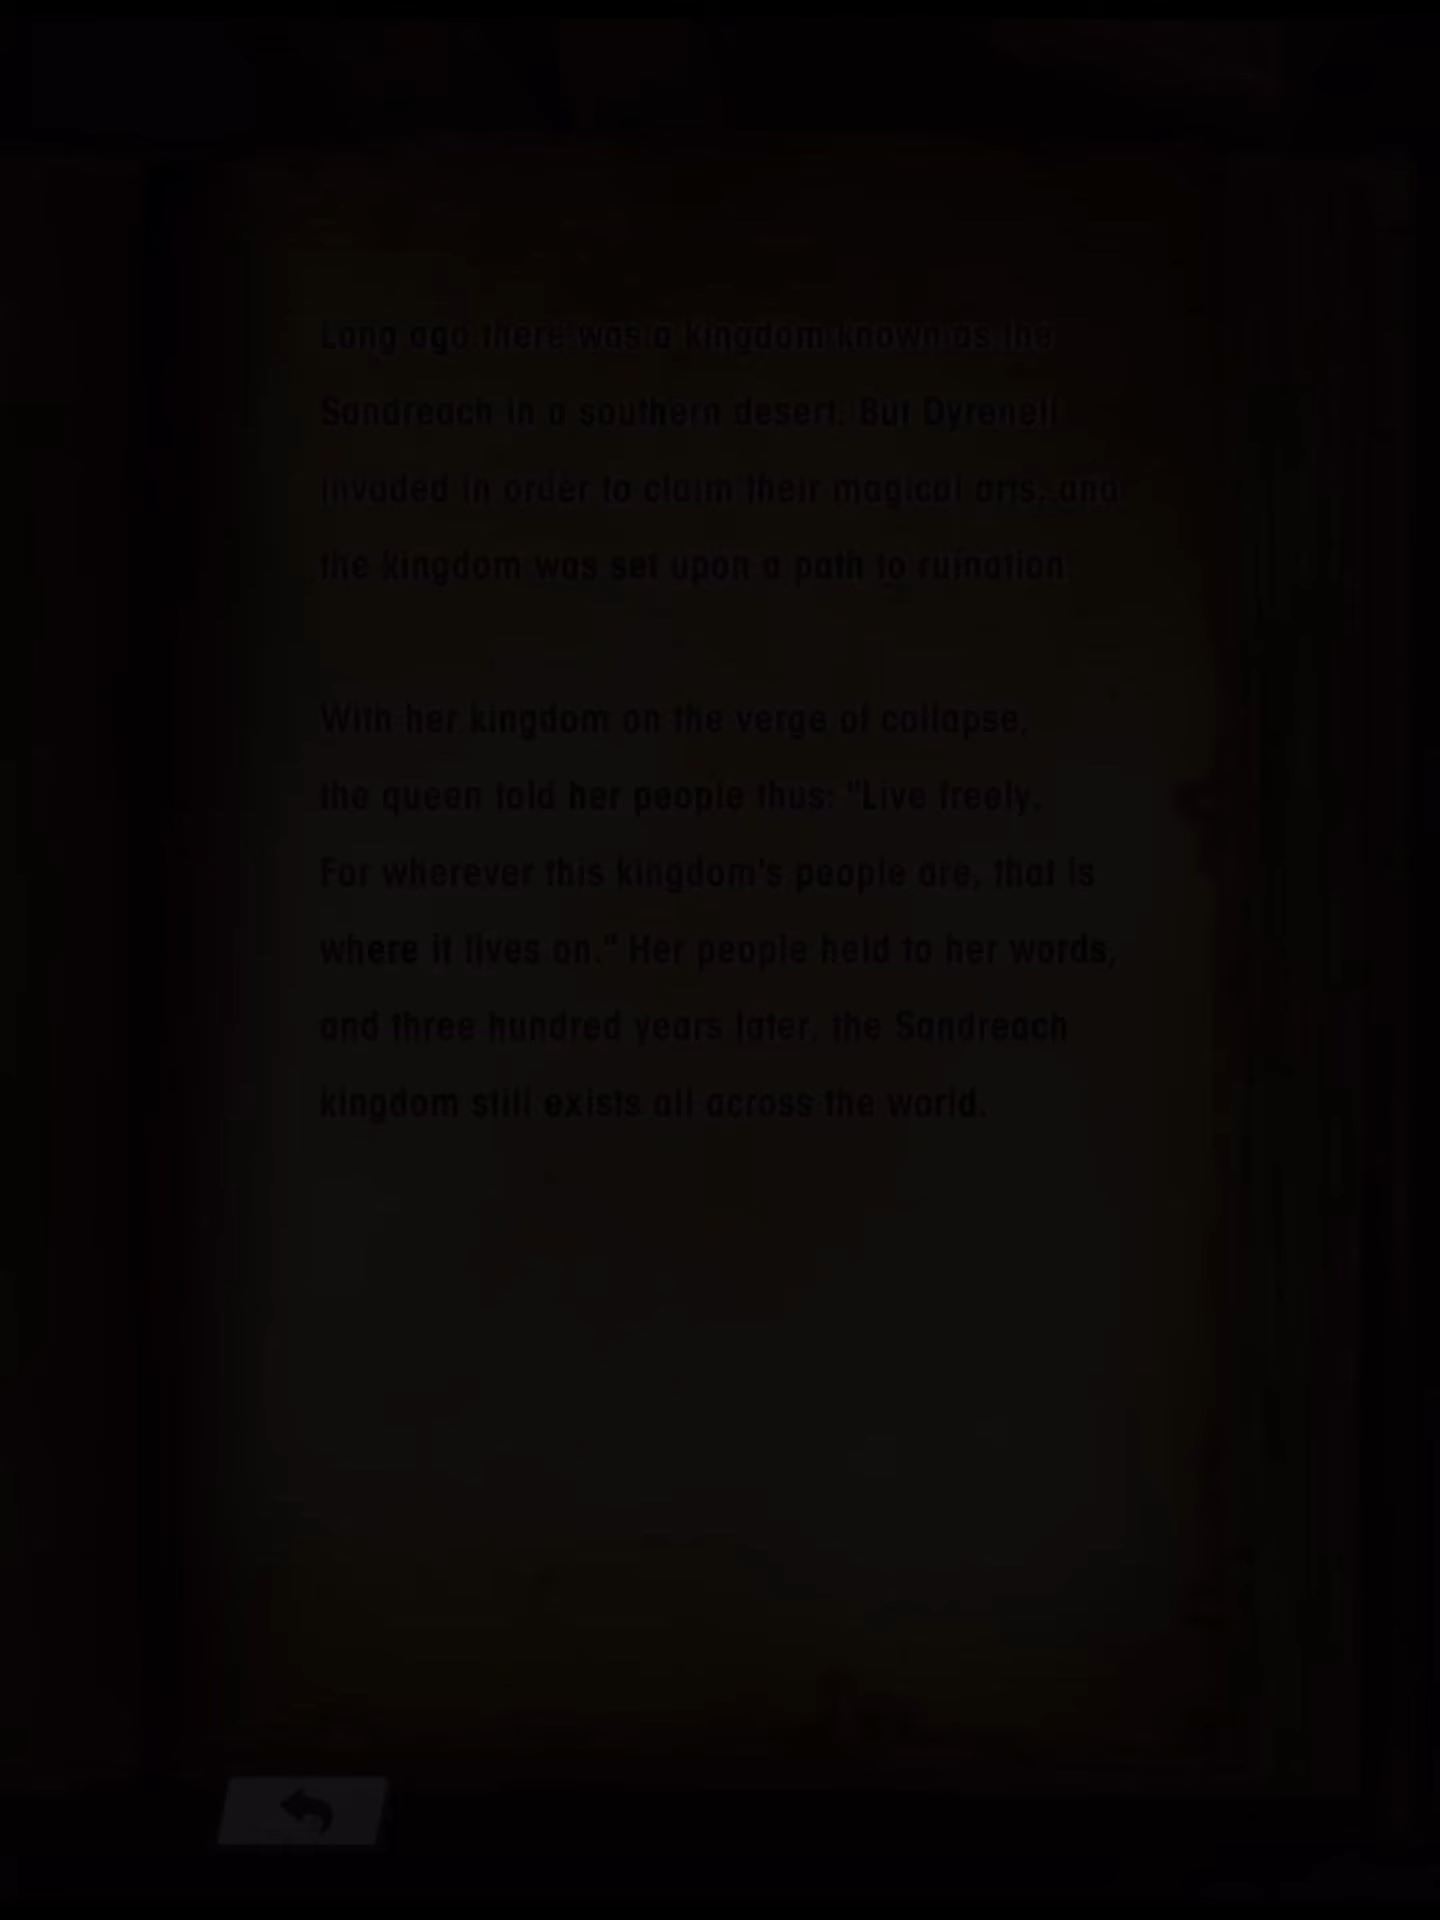 Long ago there was a kingdom known as the
Sandreach in a southern desert. But Dyrenell
invaded in order to claim their magical arts, and
the kingdom was set upon a path to ruination.
With her kingdom on the verge of collapse,
the queen told her people thus: "Live freely.
For wherever this kingdom's people are, that is
where it lives on." Her people held to her words,
and three hundred years later, the Sandreach
kingdom still exists all across the world.